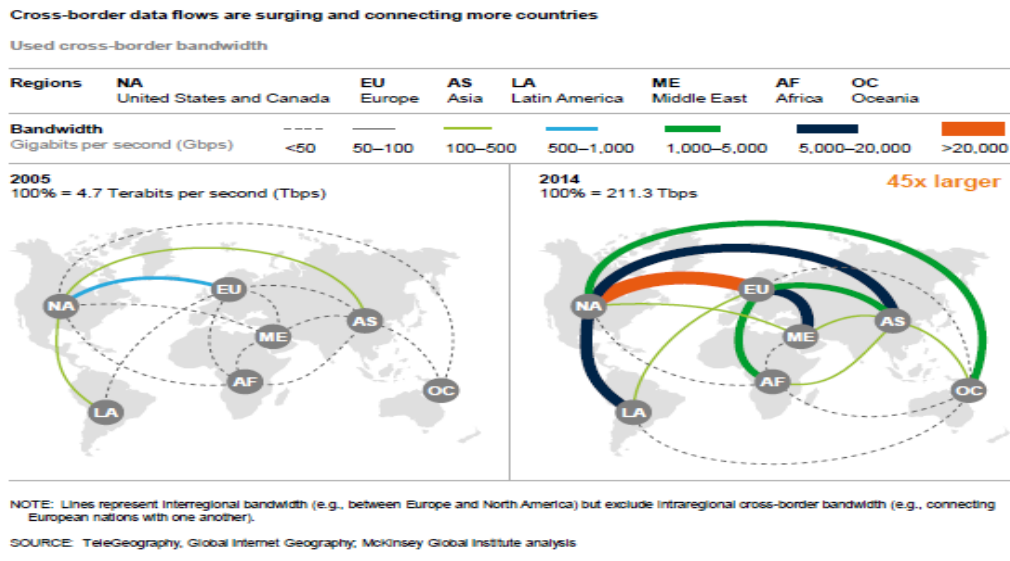 Cross-border data flows are surging and connecting more countries
Used cross-border bandwidth
Regions NA EU AS LA ME AF OC
United States and Canada Europe Asia Latin America Middle East Africa Oceania
Bandwidth
Gigabits per second (Gbps) <50 50–100 100–500 500–1,000 1,000–5,000 5,000–20,000 >20,000
2005
100% = 4.7 Terabits per second (Tbps)
NA
EU
AS
ME
AF
LA
OC
2014
100% = 211.3 Tbps
45x larger
NA
EU
AS
ME
AF
LA
OC
NOTE: Lines represent interregional bandwidth (e.g., between Europe and North America) but exclude intraregional cross-border bandwidth (e.g., connecting
European nations with one another).
SOURCE: TeleGeography, Global Internet Geography; McKinsey Global Institute analysis